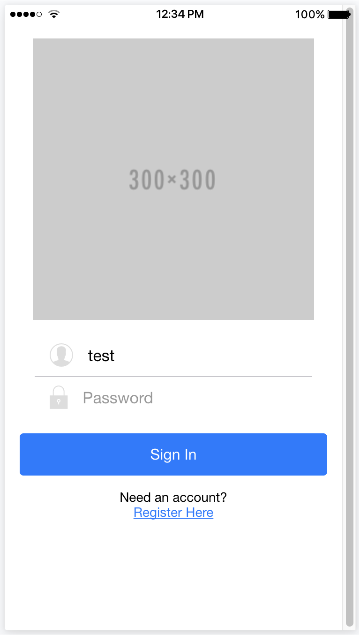 12:34 PM 100%
300×300
test
Password
Sign In
Need an account?
Register Here